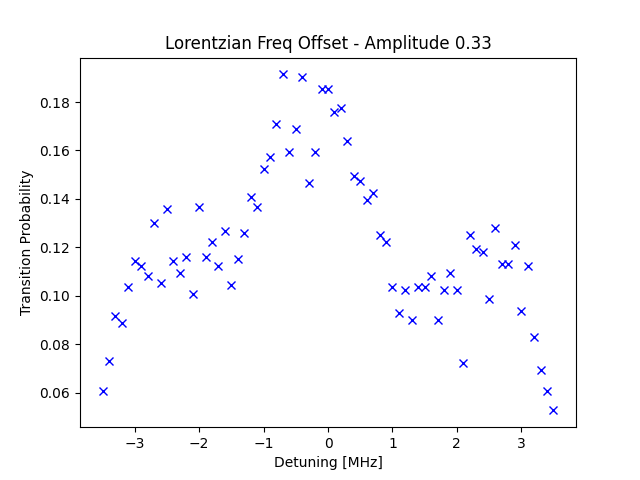 Lorentzian Freq Offset - Amplitude 0.33
Transition Probability
0.18
0.16
0.14
0.12
0.10
0.08
0.06
−3 −2 −1 0 1 2 3
Detuning [MHz]